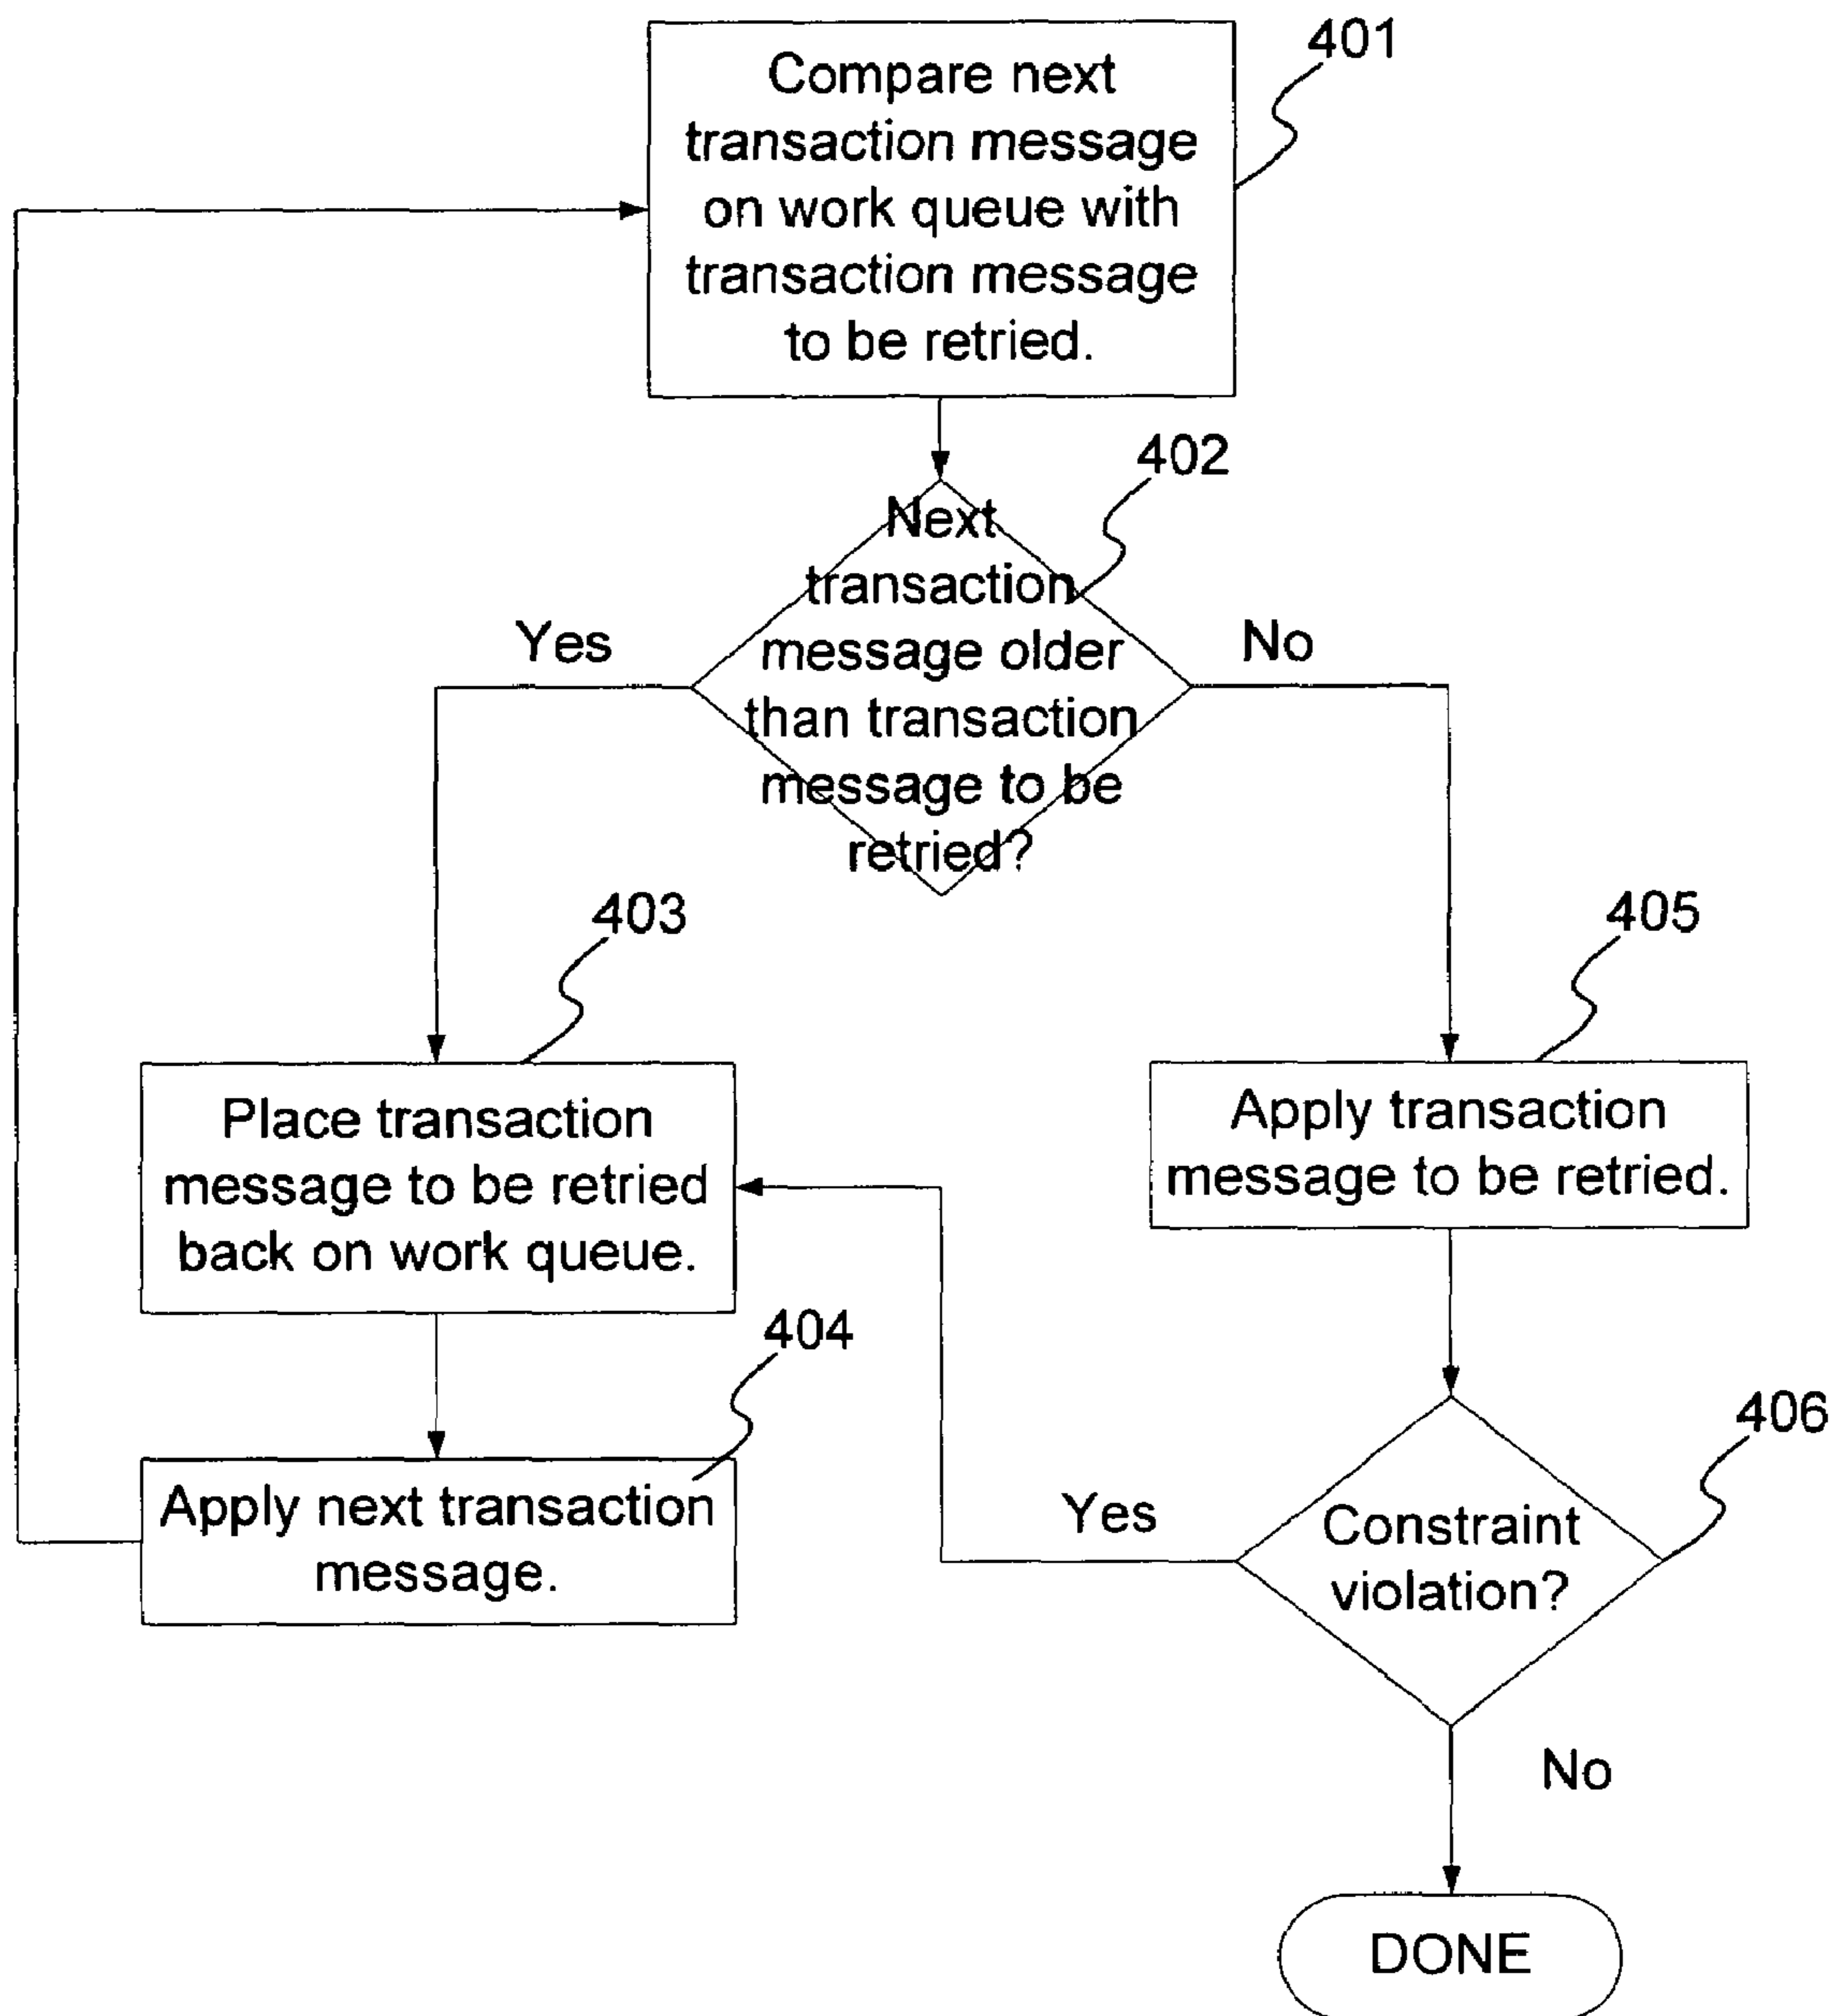 401
Compare next
transaction message
on work queue with
transaction message
to be retried.
402
Next
transaction
message older
than transaction
message to be
retried?
Yes
No
403
405
Place transaction
message to be retried
back on work queue.
Apply transaction
message to be retried.
404
406
Apply next transaction
message.
Yes
Constraint
violation?
No
DONE